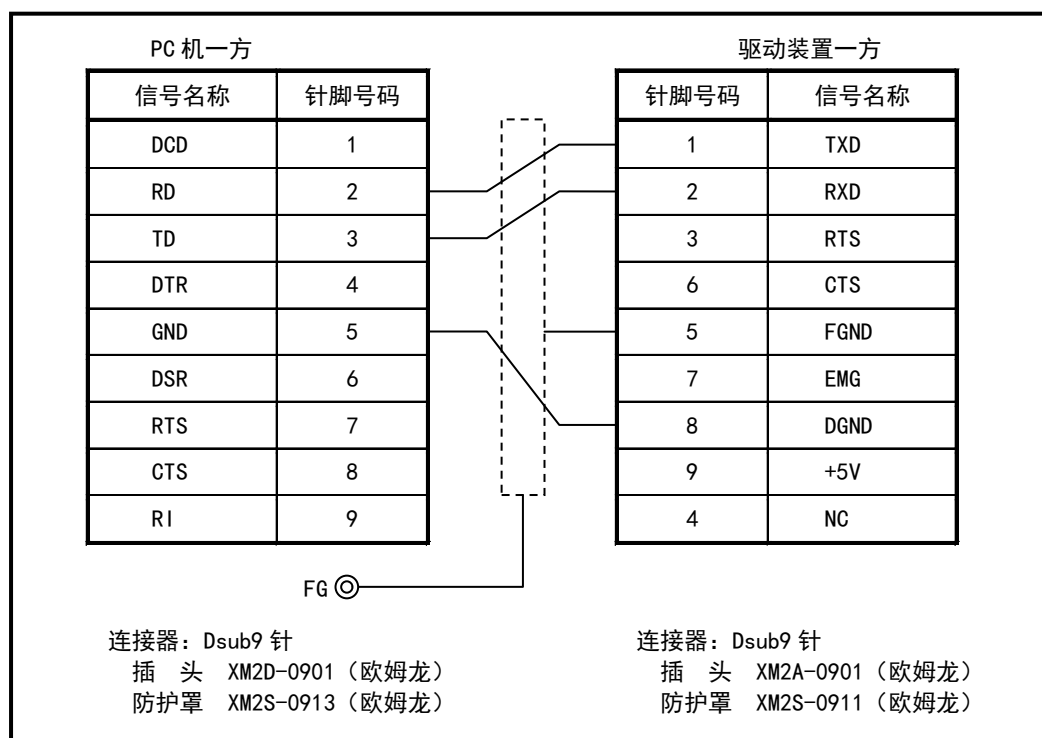 PC机一方 驱动装置一方
信号名称 针脚号码 针脚号码 信号名称
DCD 1 1 TXD
RD 2 2 RXD
TD 3 3 RTS
DTR 4 6 CTS
GND 5 5 FGND
DSR 6 7 EMG
RTS 7 8 DGND
CTS 8 9 +5V
RI 9 4 NC
FG
连接器：Dsub9针 连接器：Dsub9针
插 头 XM2D-0901（欧姆龙） 插 头 XM2A-0901（欧姆龙）
防护罩 XM2S-0913（欧姆龙） 防护罩 XM2S-0911（欧姆龙）